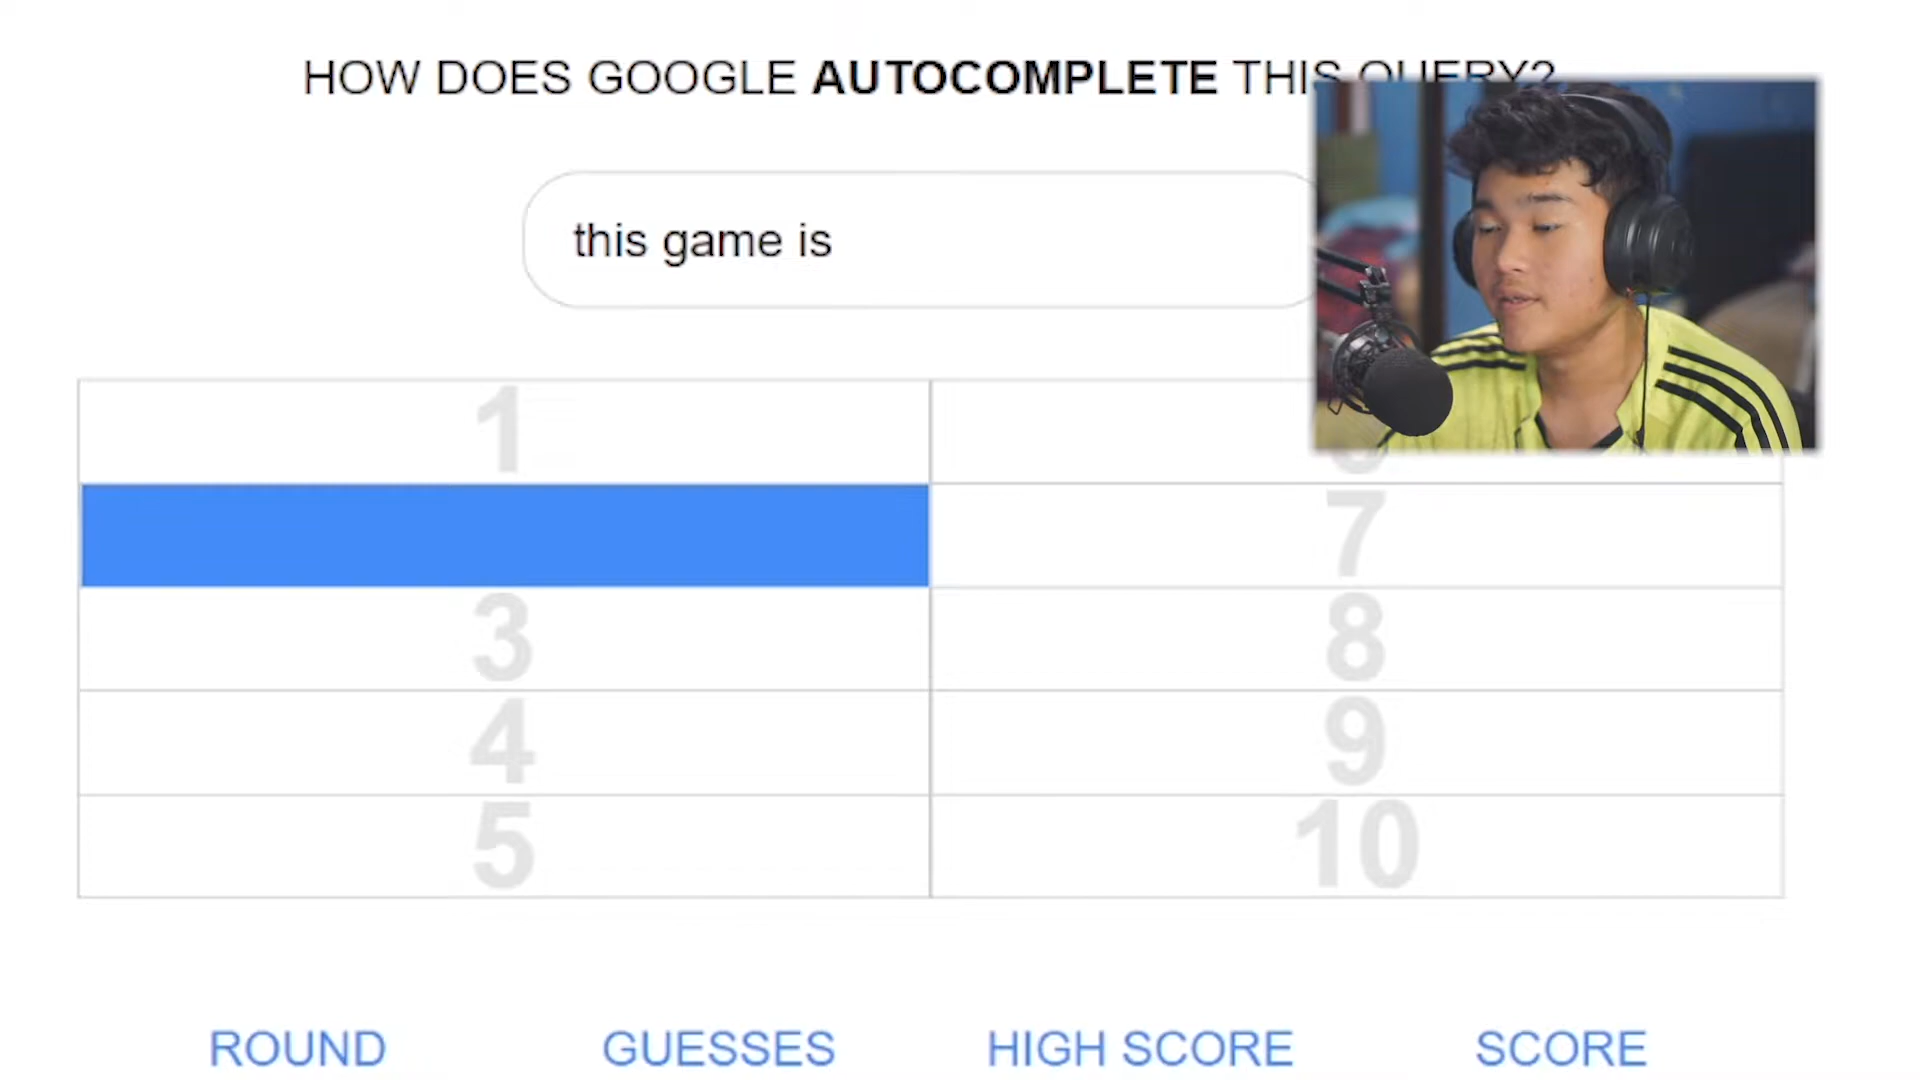 HOW DOES GOOGLE AUTOCOMPLETE THIS QUERY?
this game is
1
7
3
8
4
9
5
10
ROUND GUESSES HIGH SCORE SCORE